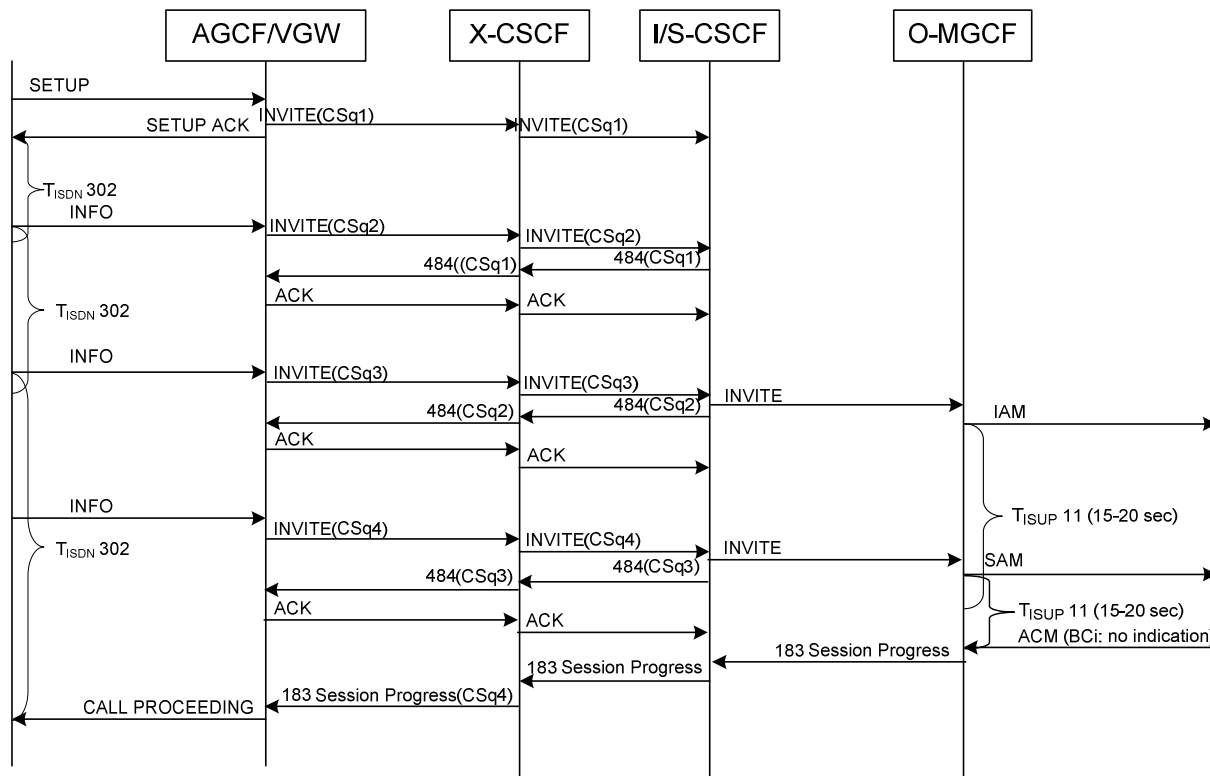 AGCF/VGW
X-CSCF
I/S-CSCF
O-MGCF
SETUP
INVITE(CSq1)
SETUP ACK
INVITE(CSq1)
TISDN 302
INFO
INVITE(CSq2)
INVITE(CSq2)
484((CSq1)
484(CSq1)
ACK
ACK
TISDN 302
INFO
INVITE(CSq3)
INVITE(CSq3)
INVITE
484(CSq2)
484(CSq2)
IAM
ACK
ACK
INFO
TISUP 11 (15-20 sec)
INVITE(CSq4)
INVITE(CSq4)
TISDN 302
INVITE
484(CSq3)
484(CSq3)
SAM
ACK
ACK
TISUP 11 (15-20 sec)
ACM (BCi: no indication)
183 Session Progress
183 Session Progress
183 Session Progress(CSq4)
CALL PROCEEDING